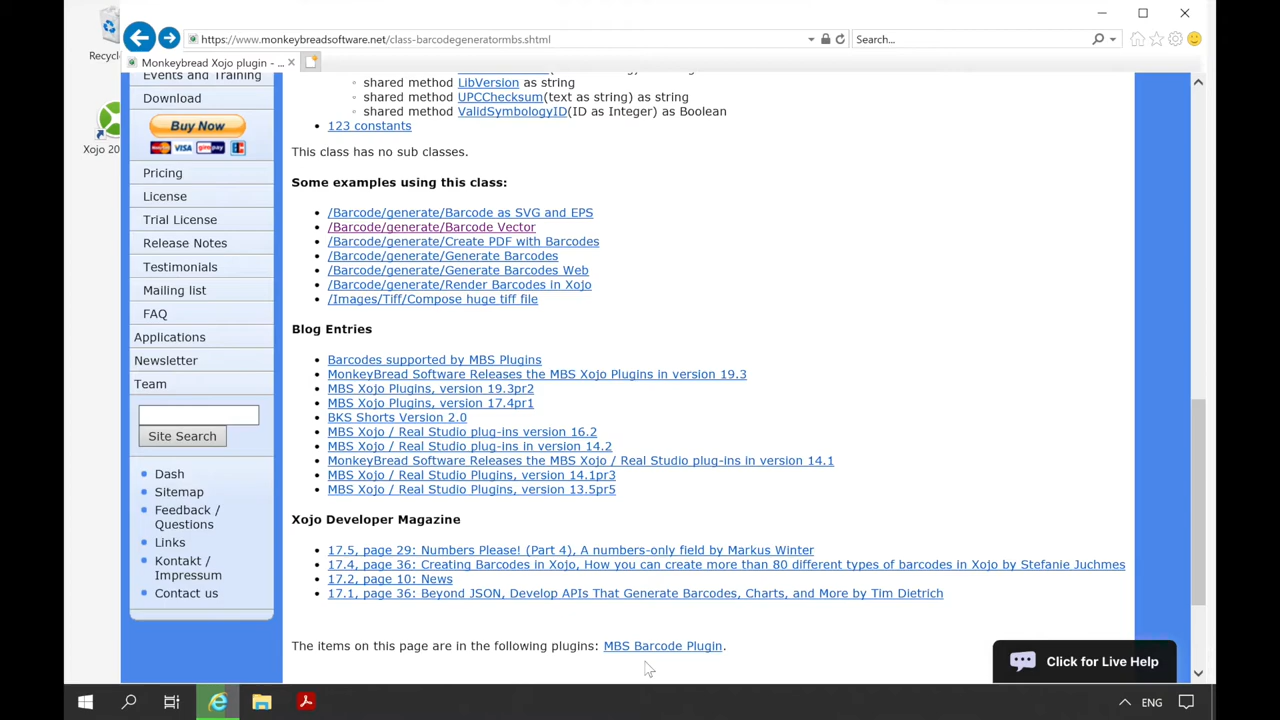 Recycle
Xojo 20
https://www.monkeybreadsoftware.net/class-barcodegeneratormbs.shtml
Search...
Monkeybread Xojo plugin - ...
Events and Training
Download
Buy Now
VISA
giropay
Pricing
License
Trial License
Release Notes
Testimonials
Mailing list
FAQ
Applications
Newsletter
Team
Site Search
Dash
Sitemap
Feedback /
Questions
Links
Kontakt /
Impressum
Contact us
shared method LibVersion as string
shared method UPCChecksum(text as string) as string
shared method ValidSymbologyID(ID as Integer) as Boolean
123 constants
This class has no sub classes.
Some examples using this class:
/Barcode/generate/Barcode as SVG and EPS
/Barcode/generate/Barcode Vector
/Barcode/generate/Create PDF with Barcodes
/Barcode/generate/Generate Barcodes
/Barcode/generate/Generate Barcodes Web
/Barcode/generate/Render Barcodes in Xojo
/Images/Tiff/Compose huge tiff file
Blog Entries
Barcodes supported by MBS Plugins
MonkeyBread Software Releases the MBS Xojo Plugins in version 19.3
MBS Xojo Plugins, version 19.3pr2
MBS Xojo Plugins, version 17.4pr1
BKS Shorts Version 2.0
MBS Xojo / Real Studio plug-ins version 16.2
MBS Xojo / Real Studio plug-ins in version 14.2
MonkeyBread Software Releases the MBS Xojo / Real Studio plug-ins in version 14.1
MBS Xojo / Real Studio Plugins, version 14.1pr3
MBS Xojo / Real Studio Plugins, version 13.5pr5
Xojo Developer Magazine
17.5, page 29: Numbers Please! (Part 4), A numbers-only field by Markus Winter
17.4, page 36: Creating Barcodes in Xojo, How you can create more than 80 different types of barcodes in Xojo by Stefanie Juchmes
17.2, page 10: News
17.1, page 36: Beyond JSON, Develop APIs That Generate Barcodes, Charts, and More by Tim Dietrich
The items on this page are in the following plugins: MBS Barcode Plugin.
Click for Live Help
ENG